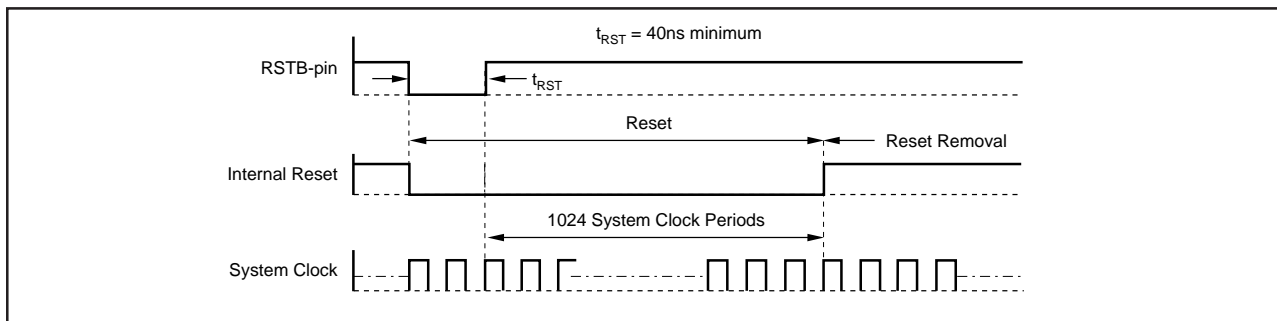 t_RST = 40ns minimum
RSTB-pin
t_RST
Reset
Reset Removal
Internal Reset
1024 System Clock Periods
System Clock